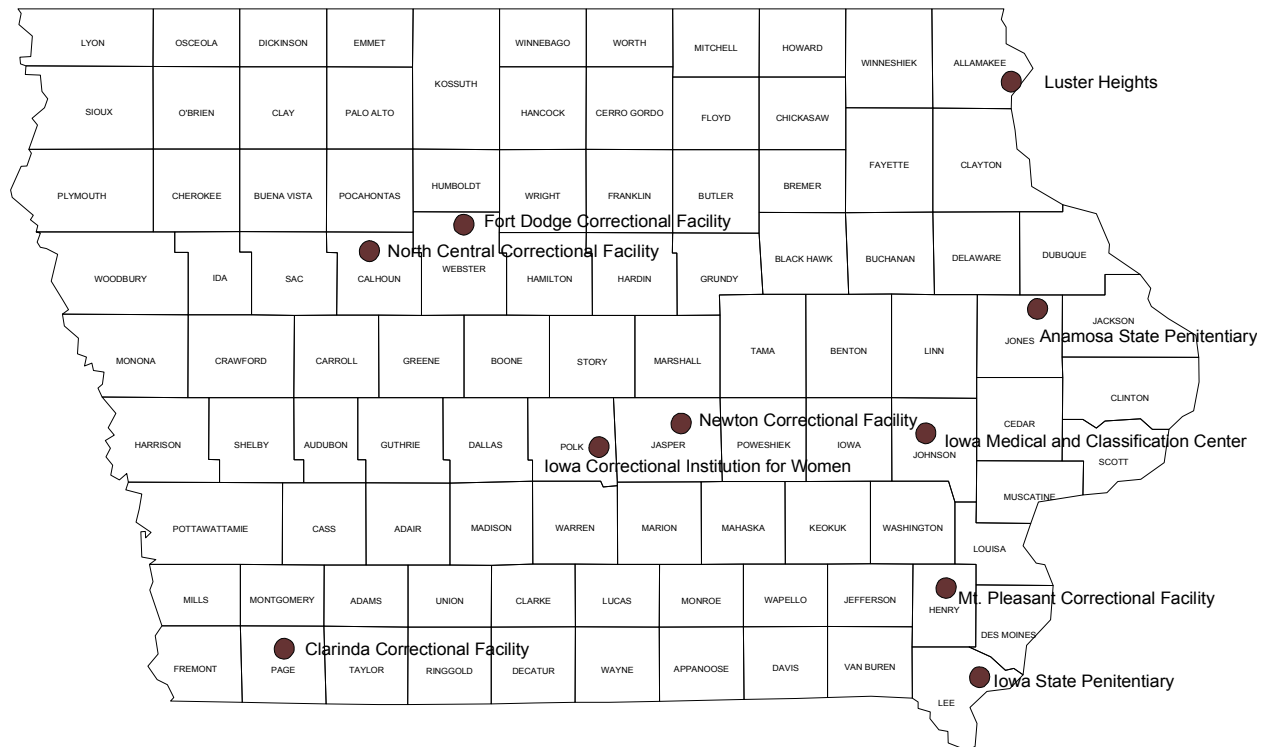 LYON
OSCEOLA
DICKINSON
EMMET
KOSSUTH
WINNEBAGO
WORTH
MITCHELL
HOWARD
WINNESHIEK
ALLAMAKEE
Luster Heights
SIOUX
O'BRIEN
CLAY
PALO ALTO
HANCOCK
CERRO GORDO
FLOYD
CHICKASAW
FAYETTE
CLAYTON
PLYMOUTH
CHEROKEE
BUENA VISTA
POCAHONTAS
HUMBOLDT
WRIGHT
FRANKLIN
BUTLER
BREMER
Fort Dodge Correctional Facility
North Central Correctional Facility
WOODBURY
IDA
SAC
CALHOUN
WEBSTER
HAMILTON
HARDIN
GRUNDY
BLACK HAWK
BUCHANAN
DELAWARE
DUBUQUE
JACKSON
JONES
Anamosa State Penitentiary
MONONA
CRAWFORD
CARROLL
GREENE
BOONE
STORY
MARSHALL
TAMA
BENTON
LINN
CLINTON
CEDAR
Newton Correctional Facility
HARRISON
SHELBY
AUDUBON
GUTHRIE
DALLAS
POLK
JASPER
POWESHIEK
IOWA
JOHNSON
Iowa Medical and Classification Center
SCOTT
Iowa Correctional Institution for Women
MUSCATINE
POTTAWATTAMIE
CASS
ADAIR
MADISON
WARREN
MARION
MAHASKA
KEOKUK
WASHINGTON
LOUISA
MILLS
MONTGOMERY
ADAMS
UNION
CLARKE
LUCAS
MONROE
WAPELLO
JEFFERSON
HENRY
Mt. Pleasant Correctional Facility
DES MOINES
Clarinda Correctional Facility
FREMONT
PAGE
TAYLOR
RINGGOLD
DECATUR
WAYNE
APPANOOSE
DAVIS
VAN BUREN
LEE
Iowa State Penitentiary